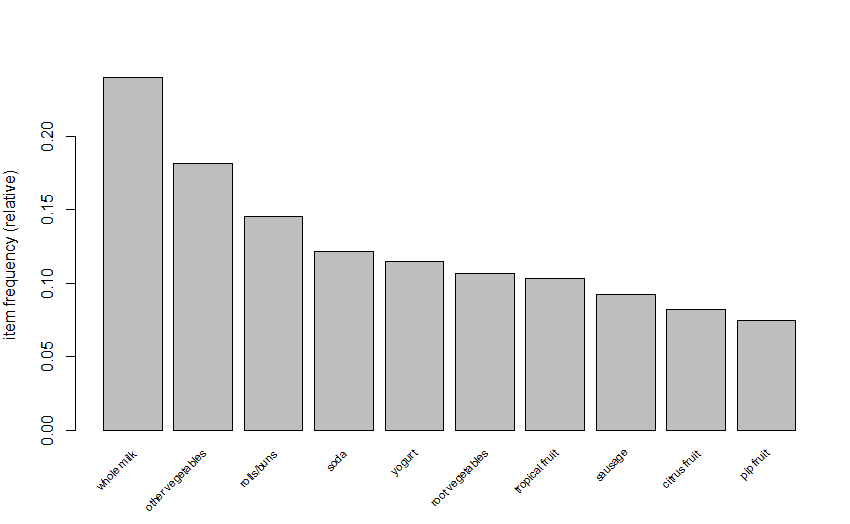 item frequency (relative)
0.00
0.05
0.10
0.15
0.20
whole milk
other vegetables
rolls/buns
soda
yogurt
root vegetables
tropical fruit
sausage
citrus fruit
pip fruit